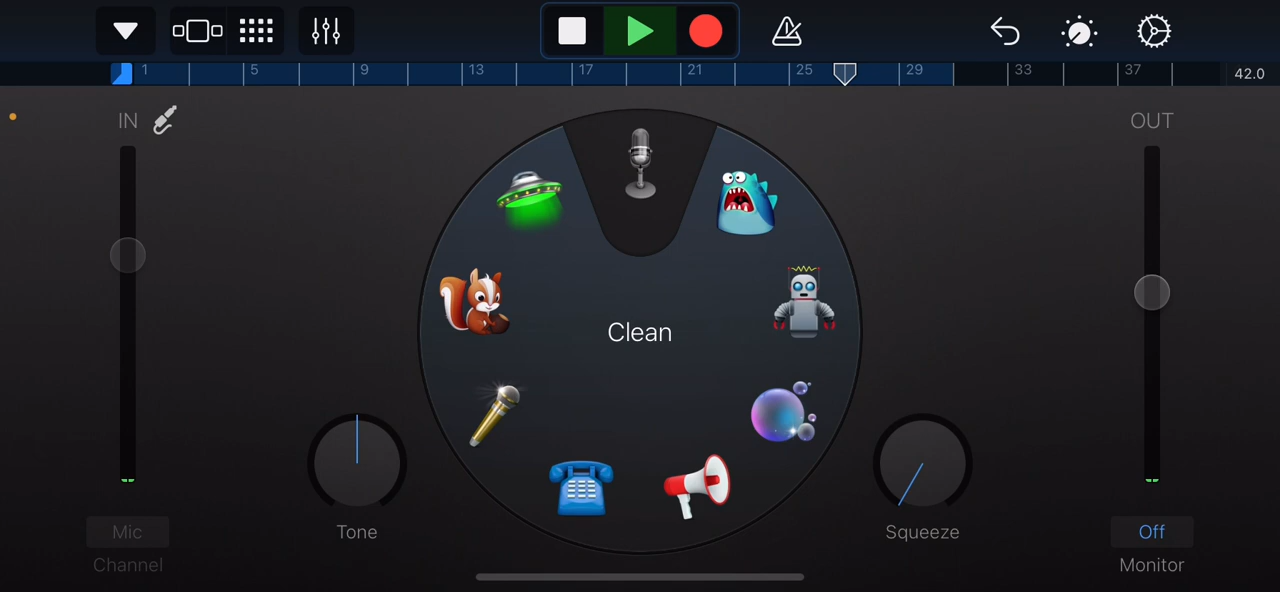 1 5 9 13 17 21 25 29 33 37 42.0
IN
OUT
Clean
Tone
Squeeze
Mic
Off
Channel
Monitor